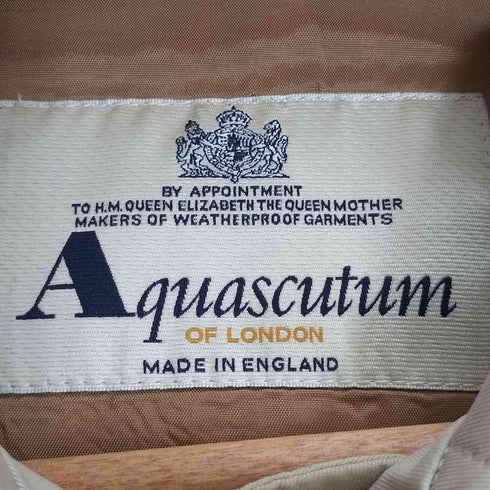 BY APPOINTMENT
TO H.M. QUEEN ELIZABETH THE QUEEN MOTHER
MAKERS OF WEATHERPROOF GARMENTS
Aquascutum
OF LONDON
MADE IN ENGLAND